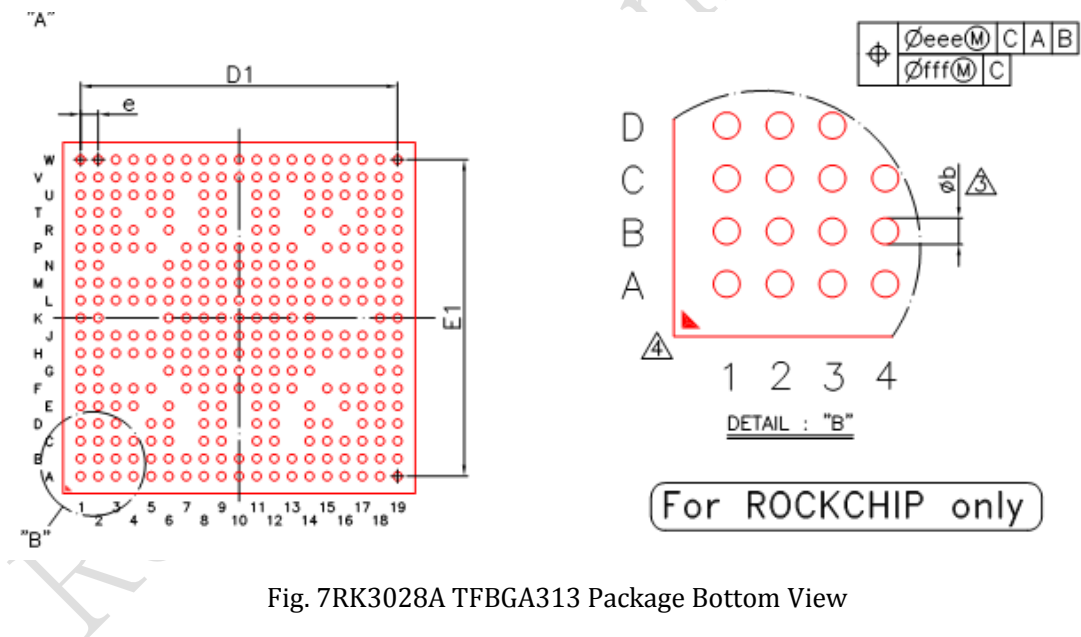 "A"
D1
e
W
V
U
T
R
P
N
M
L
K
J
H
G
F
E
D
C
B
A
E1
1 3 5 7 9 11 13 15 17 19
2 4 6 8 10 12 14 16 18
"B"
⌖ Øeee Ⓜ C A B
Øfff Ⓜ C
D
C
B
A
øb 3
4
1 2 3 4
DETAIL : "B"
For ROCKCHIP only
Fig. 7RK3028A TFBGA313 Package Bottom View